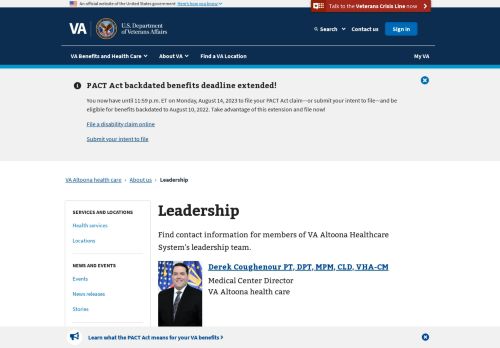 An official website of the United States government Here's how you know
Talk to the Veterans Crisis Line now
VA
U.S. Department
of Veterans Affairs
Search
Contact us
Sign in
VA Benefits and Health Care
About VA
Find a VA Location
My VA
PACT Act backdated benefits deadline extended!
You now have until 11:59 p.m. ET on Monday, August 14, 2023 to file your PACT Act claim—or submit your intent to file—and be
eligible for benefits backdated to August 10, 2022. Take advantage of this extension and file now!
File a disability claim online
Submit your intent to file
VA Altoona health care › About us › Leadership
SERVICES AND LOCATIONS
Health services
Locations
NEWS AND EVENTS
Events
News releases
Stories
Leadership
Find contact information for members of VA Altoona Healthcare
System's leadership team.
Derek Coughenour PT, DPT, MPM, CLD, VHA-CM
Medical Center Director
VA Altoona health care
Learn what the PACT Act means for your VA benefits